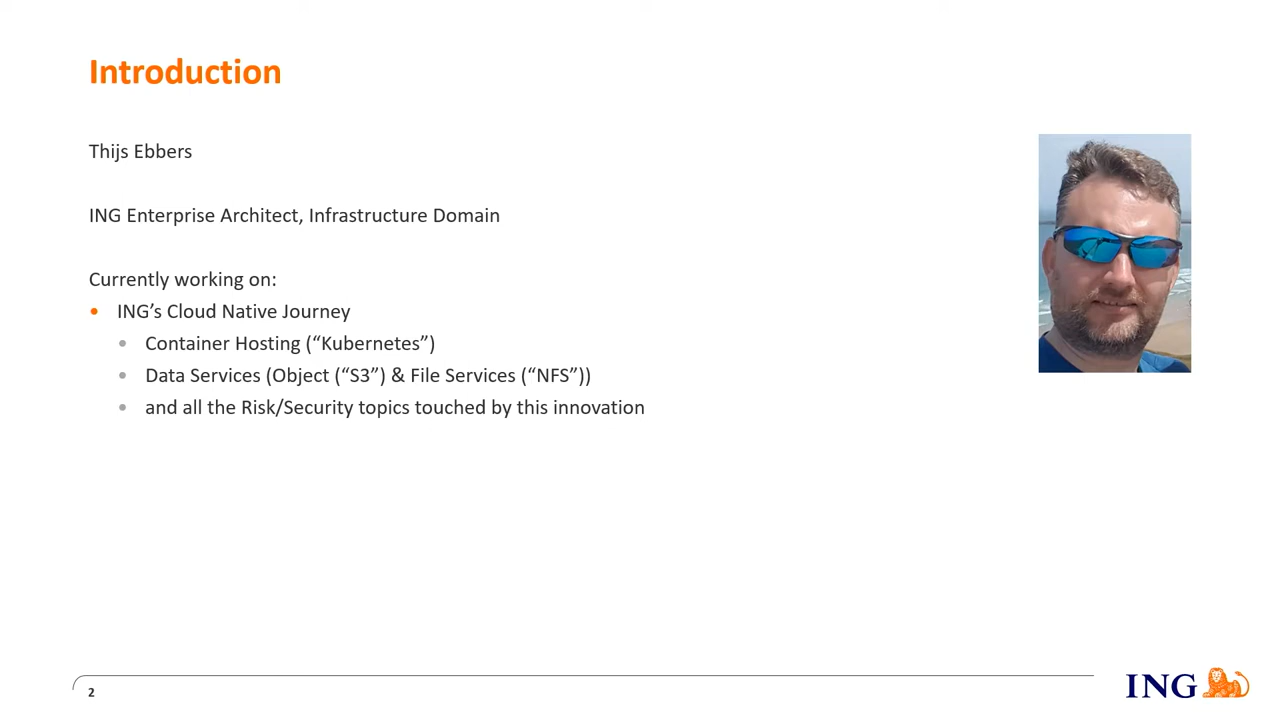 Introduction
Thijs Ebbers
ING Enterprise Architect, Infrastructure Domain
Currently working on:
• ING’s Cloud Native Journey
• Container Hosting (“Kubernetes”)
• Data Services (Object (“S3”) & File Services (“NFS”))
• and all the Risk/Security topics touched by this innovation
2
ING